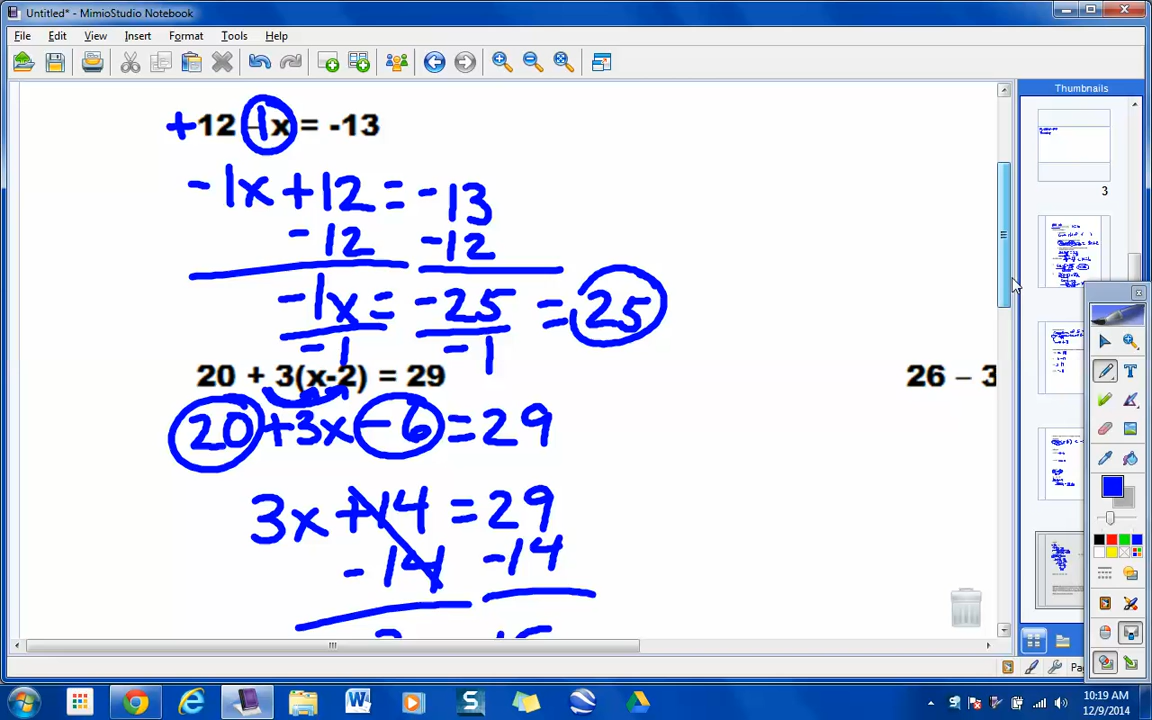 Untitled* - MimioStudio Notebook
File Edit View Insert Format Tools Help
Thumbnails
3
+12 -1x = -13
-1x + 12 = -13
-12 -12
-1x = -25 = 25
-1 -1
20 + 3(x-2) = 29
26 – 3
20 + 3x - 6 = 29
3x + 14 = 29
-14 -14
T
W
S
10:19 AM
12/9/2014